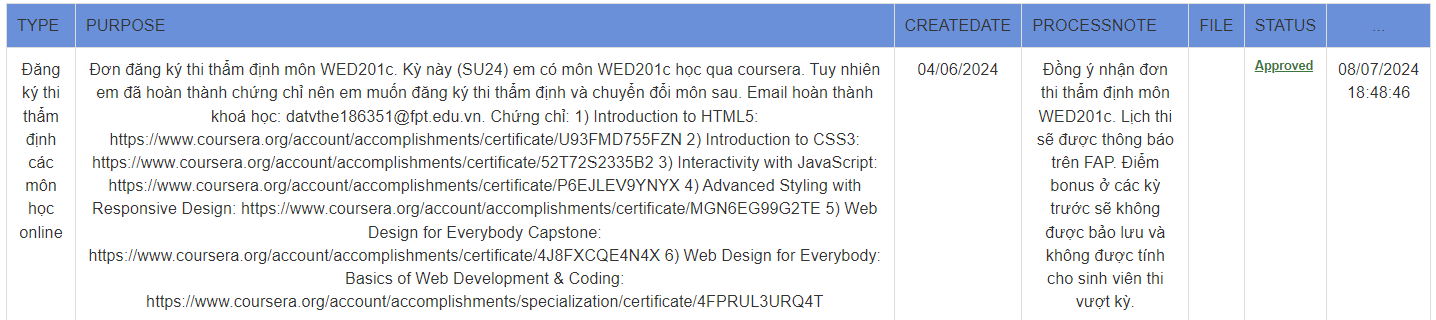 TYPE PURPOSE CREATEDATE PROCESSNOTE FILE STATUS ...
Đăng
ký thi
thẩm
định
các
môn
học
online
Đơn đăng ký thi thẩm định môn WED201c. Kỳ này (SU24) em có môn WED201c học qua coursera. Tuy nhiên
em đã hoàn thành chứng chỉ nên em muốn đăng ký thi thẩm định và chuyển đổi môn sau. Email hoàn thành
khoá học: datvthe186351@fpt.edu.vn. Chứng chỉ: 1) Introduction to HTML5:
https://www.coursera.org/account/accomplishments/certificate/U93FMD755FZN 2) Introduction to CSS3:
https://www.coursera.org/account/accomplishments/certificate/52T72S2335B2 3) Interactivity with JavaScript:
https://www.coursera.org/account/accomplishments/certificate/P6EJLEV9YNYX 4) Advanced Styling with
Responsive Design: https://www.coursera.org/account/accomplishments/certificate/MGN6EG99G2TE 5) Web
Design for Everybody Capstone:
https://www.coursera.org/account/accomplishments/certificate/4J8FXCQE4N4X 6) Web Design for Everybody:
Basics of Web Development & Coding:
https://www.coursera.org/account/accomplishments/specialization/certificate/4FPRUL3URQ4T
04/06/2024
Đồng ý nhận đơn
thi thẩm định môn
WED201c. Lịch thi
sẽ được thông báo
trên FAP. Điểm
bonus ở các kỳ
trước sẽ không
được bảo lưu và
không được tính
cho sinh viên thi
vượt kỳ.
Approved
08/07/2024
18:48:46